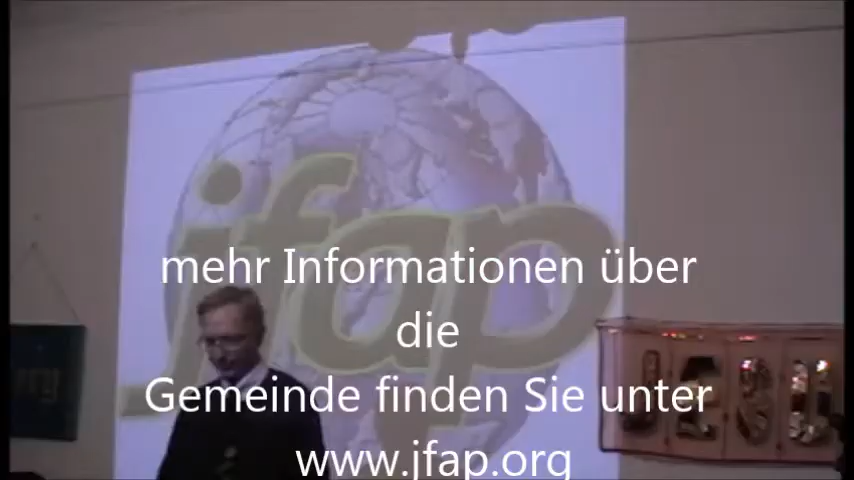 jfap
mehr Informationen über
die
Gemeinde finden Sie unter
www.jfap.org